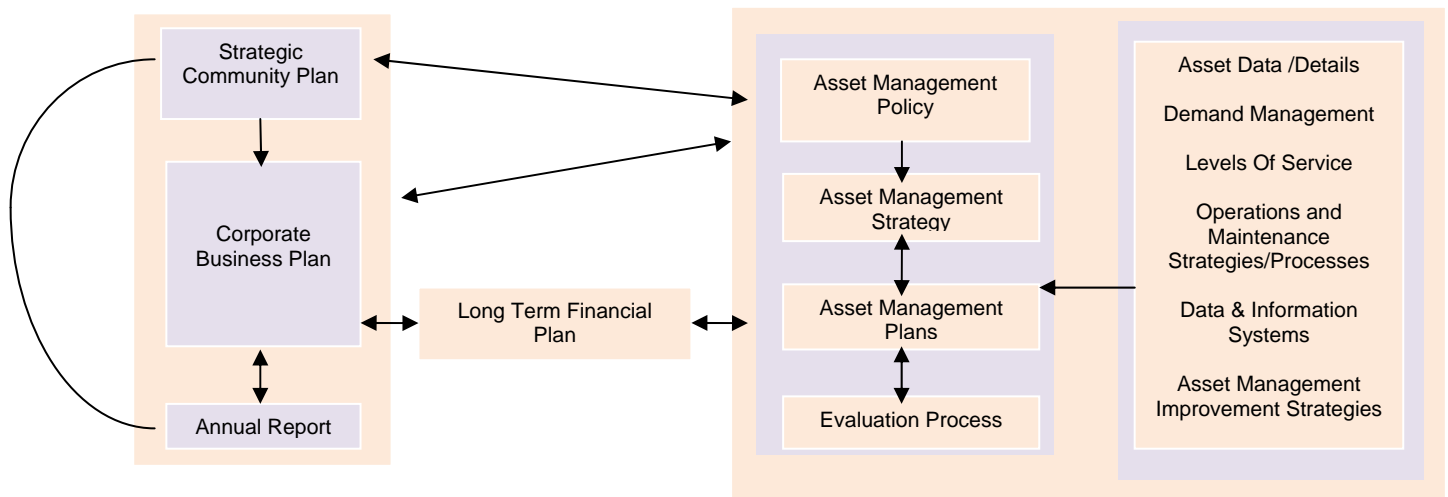 Strategic
Community Plan
Corporate
Business Plan
Annual Report
Long Term Financial
Plan
Asset Management
Policy
Asset Management
Strategy
Asset Management
Plans
Evaluation Process
Asset Data /Details
Demand Management
Levels Of Service
Operations and
Maintenance
Strategies/Processes
Data & Information
Systems
Asset Management
Improvement Strategies